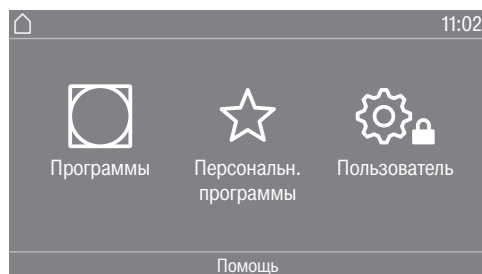 11:02
Программы
Персональн.
программы
Пользователь
Помощь